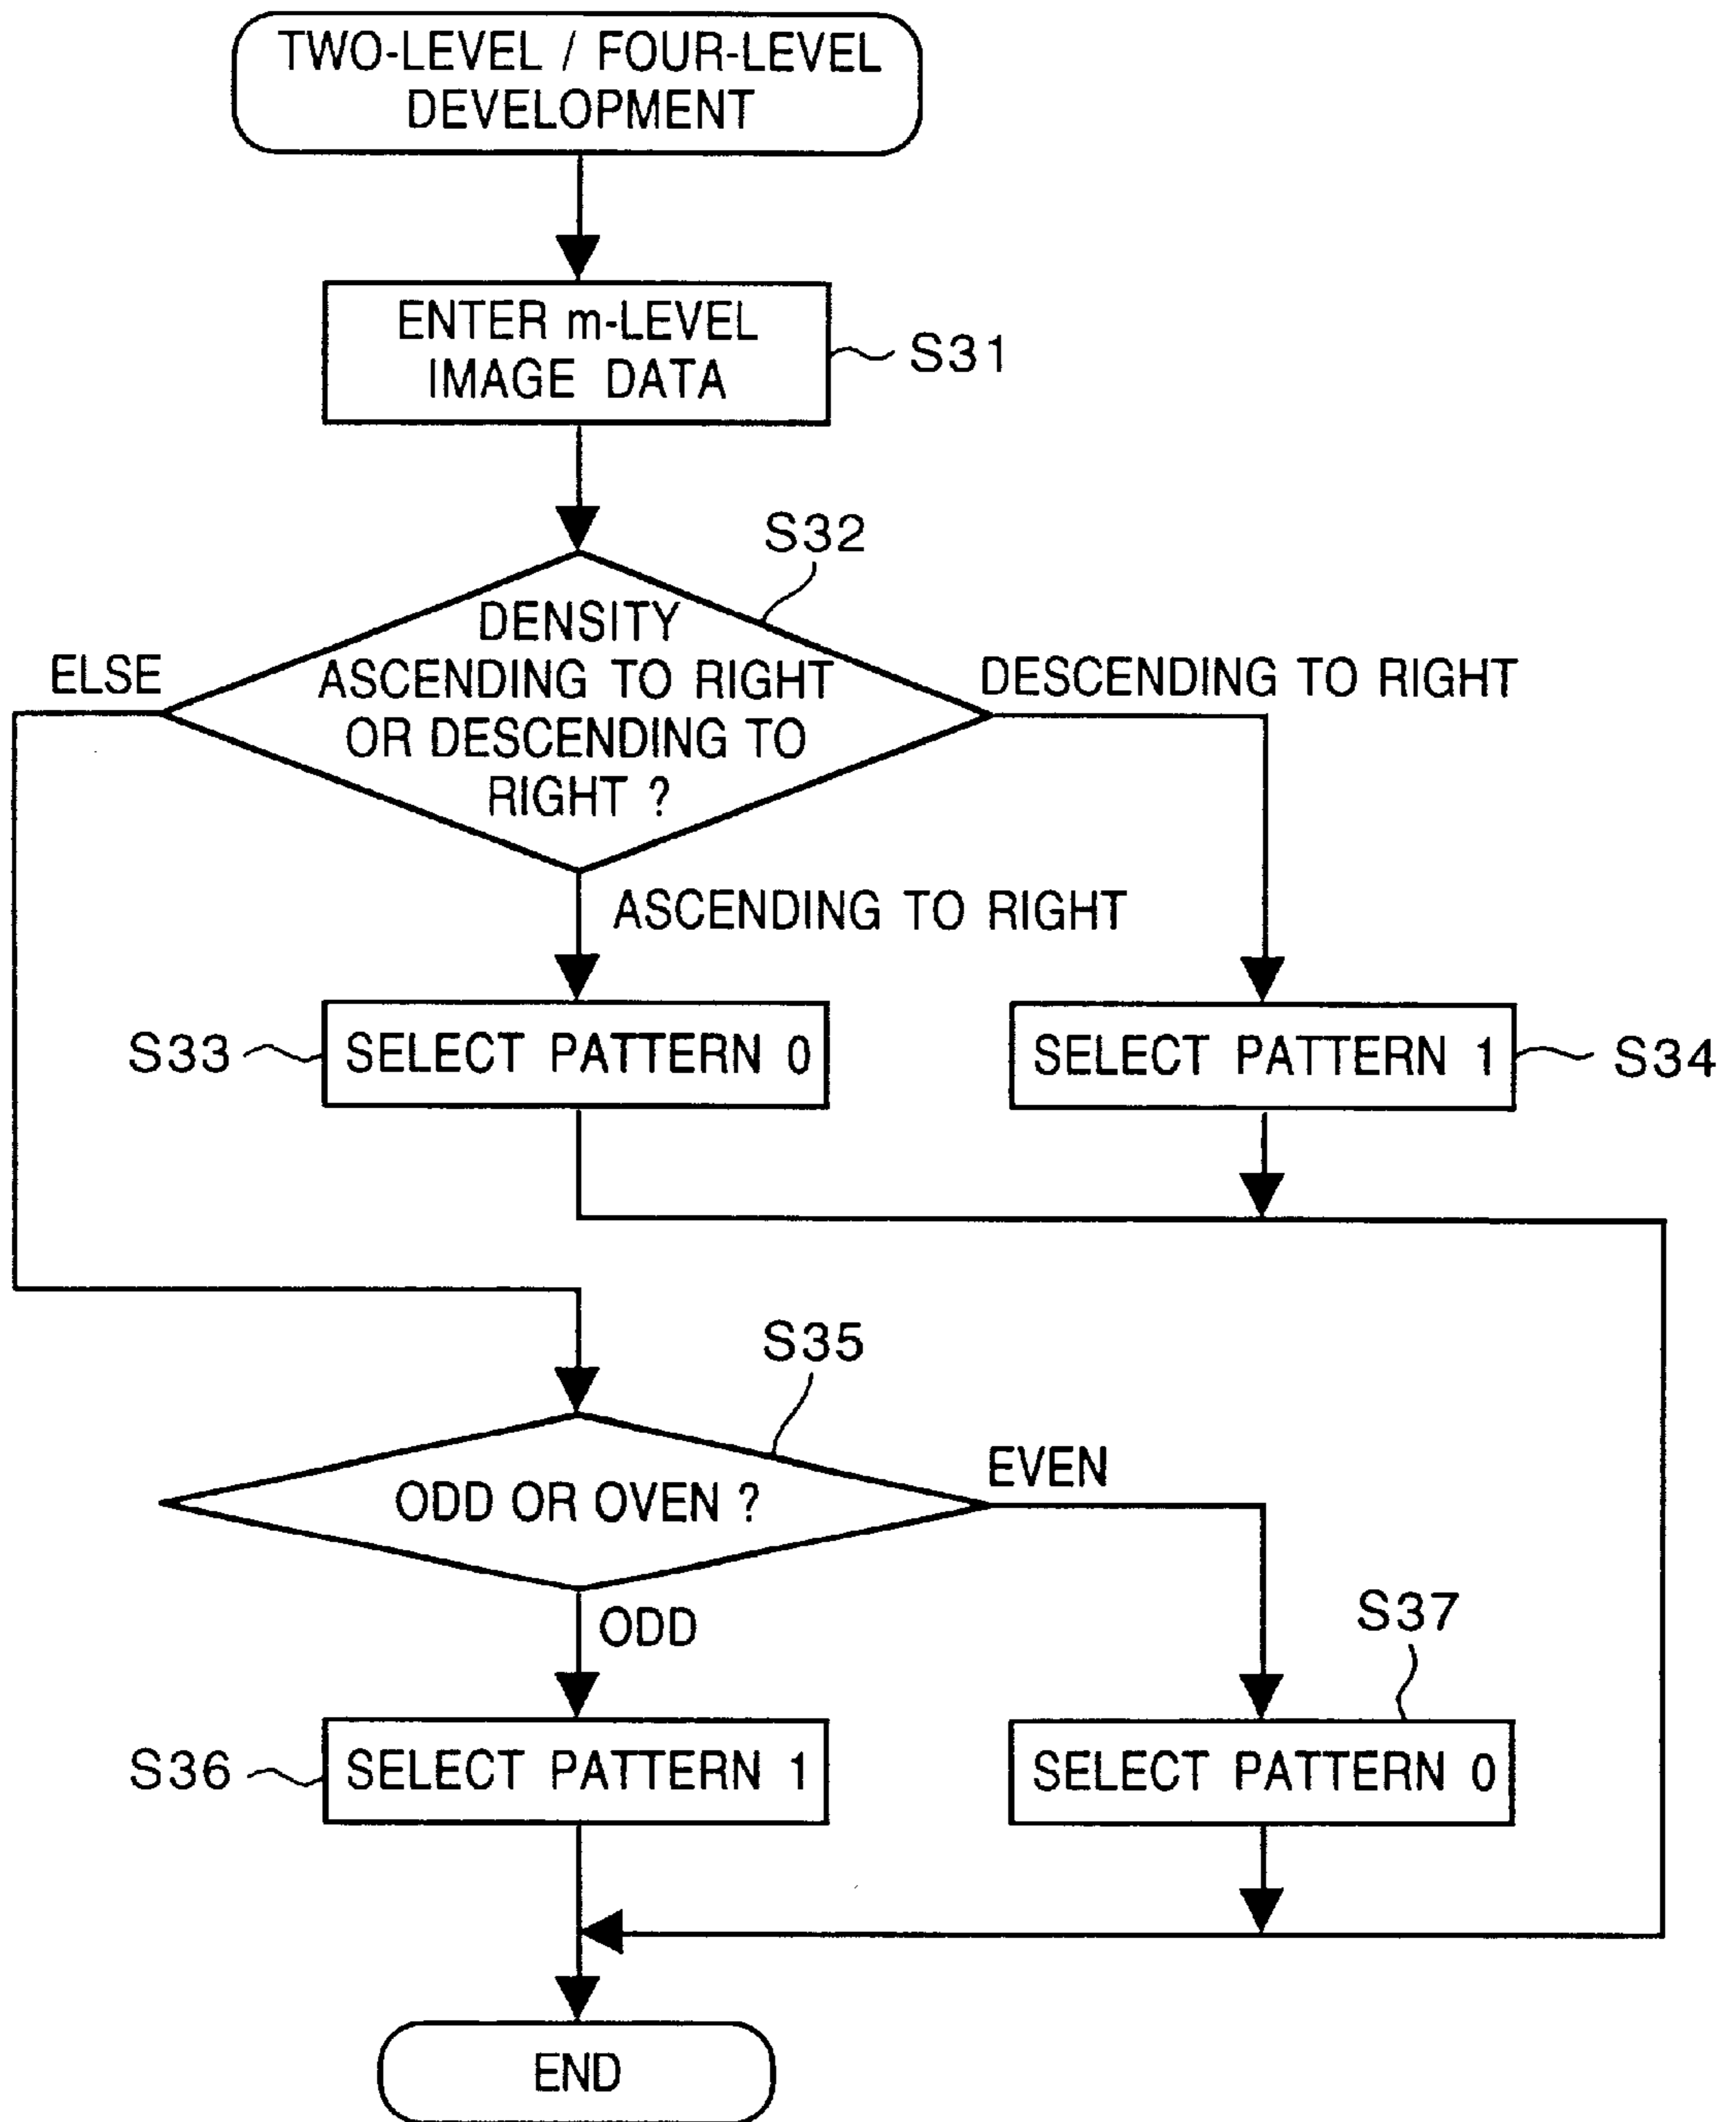 TWO-LEVEL / FOUR-LEVEL
DEVELOPMENT
ENTER m-LEVEL
IMAGE DATA
S31
S32
DENSITY
ASCENDING TO RIGHT
OR DESCENDING TO
RIGHT ?
ELSE
DESCENDING TO RIGHT
ASCENDING TO RIGHT
S33
SELECT PATTERN 0
SELECT PATTERN 1
S34
S35
ODD OR OVEN ?
EVEN
ODD
S37
S36
SELECT PATTERN 1
SELECT PATTERN 0
END